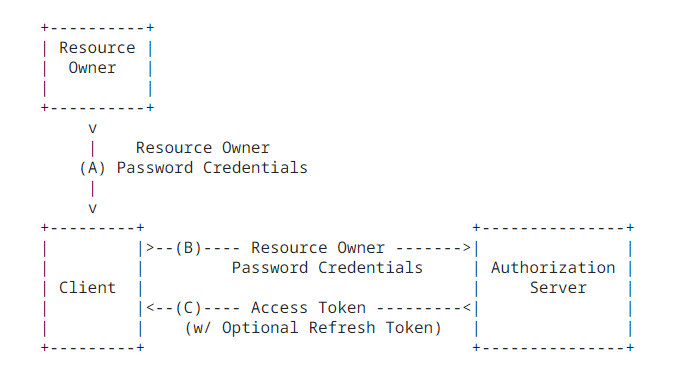 +----------+
| Resource |
|  Owner   |
|          |
+----------+
     v
     |    Resource Owner
    (A) Password Credentials
     |
     v
+---------+                                  +---------------+
|         |>--(B)---- Resource Owner ------->|               |
|         |         Password Credentials     | Authorization |
| Client  |                                  |     Server    |
|         |<--(C)---- Access Token ---------<|               |
|         |    (w/ Optional Refresh Token)   |               |
+---------+                                  +---------------+